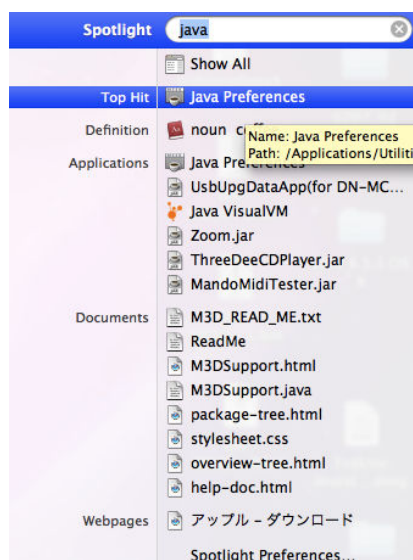 Spotlight java
Show All
Top Hit Java Preferences
Definition noun
Name: Java Preferences
Path: /Applications/Utiliti
Applications Java Preferences
UsbUpgDataApp(for DN-MC...
Java VisualVM
Zoom.jar
ThreeDeeCDPlayer.jar
MandoMidiTester.jar
Documents M3D_READ_ME.txt
ReadMe
M3DSupport.html
M3DSupport.java
package-tree.html
stylesheet.css
overview-tree.html
help-doc.html
Webpages アップル – ダウンロード
Spotlight Preferences...